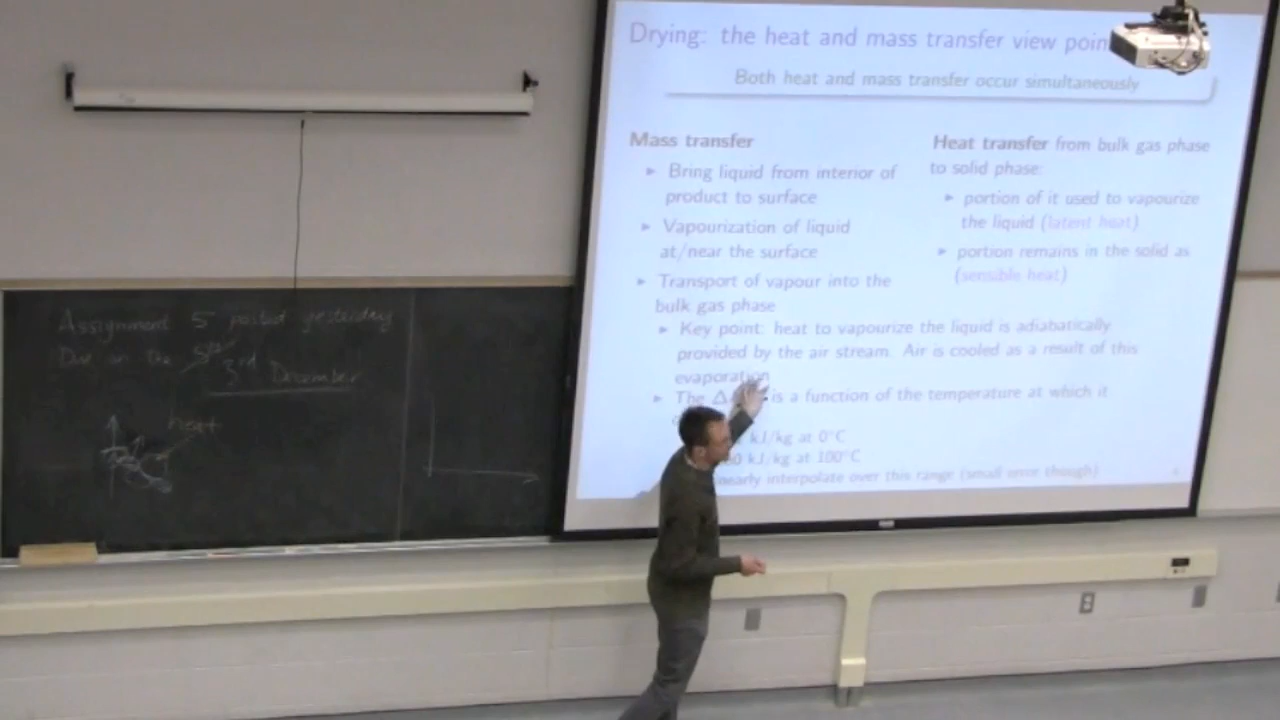 Assignment 5 posted yesterday
Due on the 5th
3rd December
heat
Drying: the heat and mass transfer view poin
Both heat and mass transfer occur simultaneously
Mass transfer
▸ Bring liquid from interior of
product to surface
▸ Vapourization of liquid
at/near the surface
▸ Transport of vapour into the
bulk gas phase
Heat transfer from bulk gas phase
to solid phase:
▸ portion of it used to vapourize
the liquid (latent heat)
▸ portion remains in the solid as
(sensible heat)
▸ Key point: heat to vapourize the liquid is adiabatically
provided by the air stream. Air is cooled as a result of this
evaporation
▸ The is a function of the temperature at which it
kJ/kg at 0°C
kJ/kg at 100°C
interpolate over this range (small error though)